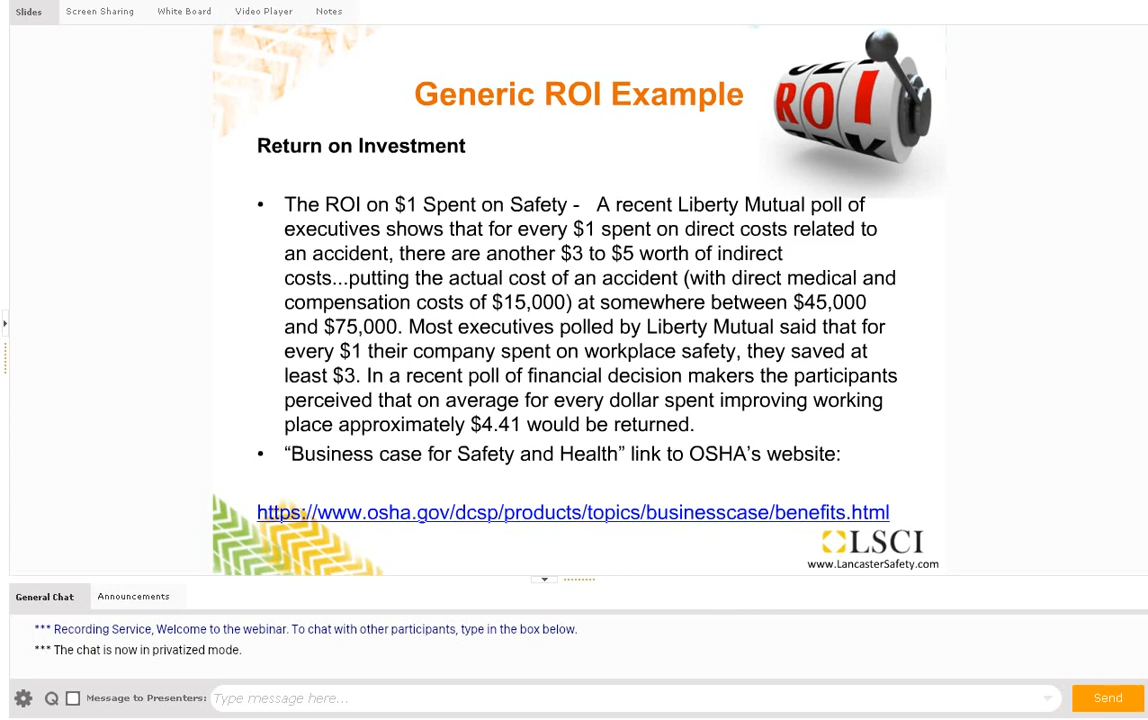 Slides Screen Sharing White Board Video Player Notes
Generic ROI Example
ROI
Return on Investment
• The ROI on $1 Spent on Safety - A recent Liberty Mutual poll of
executives shows that for every $1 spent on direct costs related to
an accident, there are another $3 to $5 worth of indirect
costs...putting the actual cost of an accident (with direct medical and
compensation costs of $15,000) at somewhere between $45,000
and $75,000. Most executives polled by Liberty Mutual said that for
every $1 their company spent on workplace safety, they saved at
least $3. In a recent poll of financial decision makers the participants
perceived that on average for every dollar spent improving working
place approximately $4.41 would be returned.
• “Business case for Safety and Health” link to OSHA’s website:
https://www.osha.gov/dcsp/products/topics/businesscase/benefits.html
LSCI
www.LancasterSafety.com
General Chat Announcements
*** Recording Service, Welcome to the webinar. To chat with other participants, type in the box below.
*** The chat is now in privatized mode.
Message to Presenters: Type message here... Send